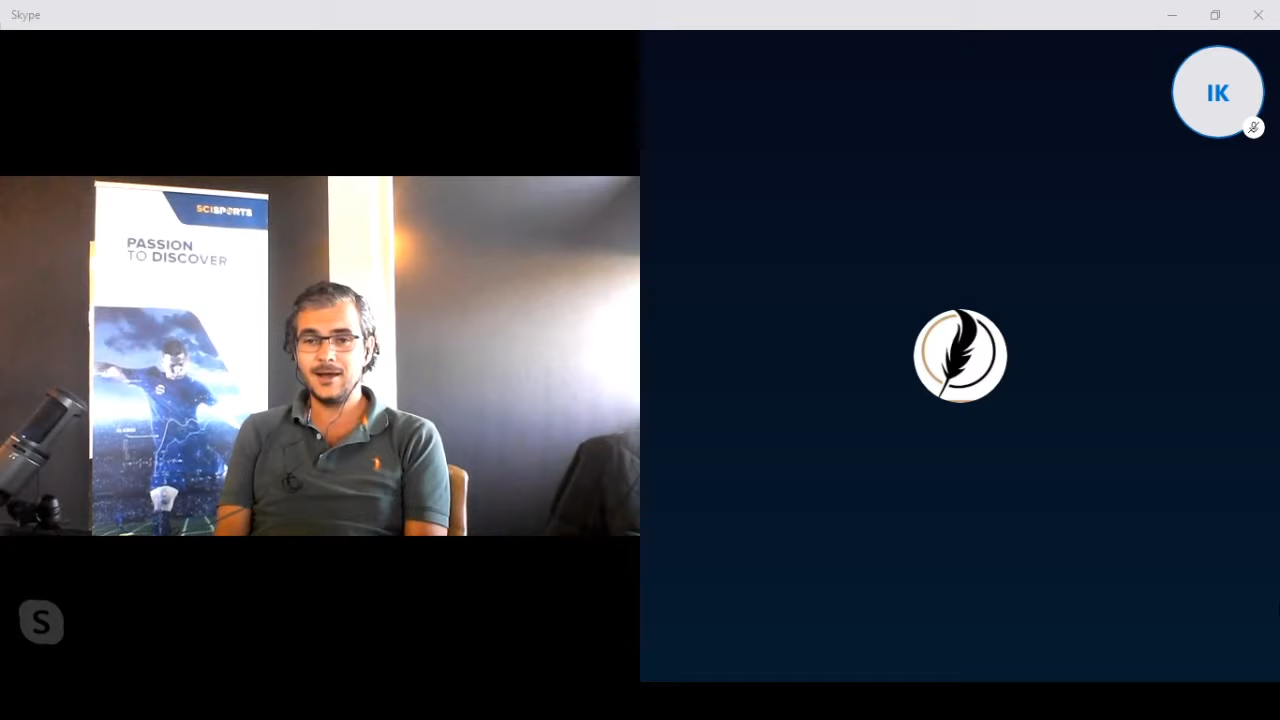 Skype
IK
SCISPORTS
PASSION
TO DISCOVER
S